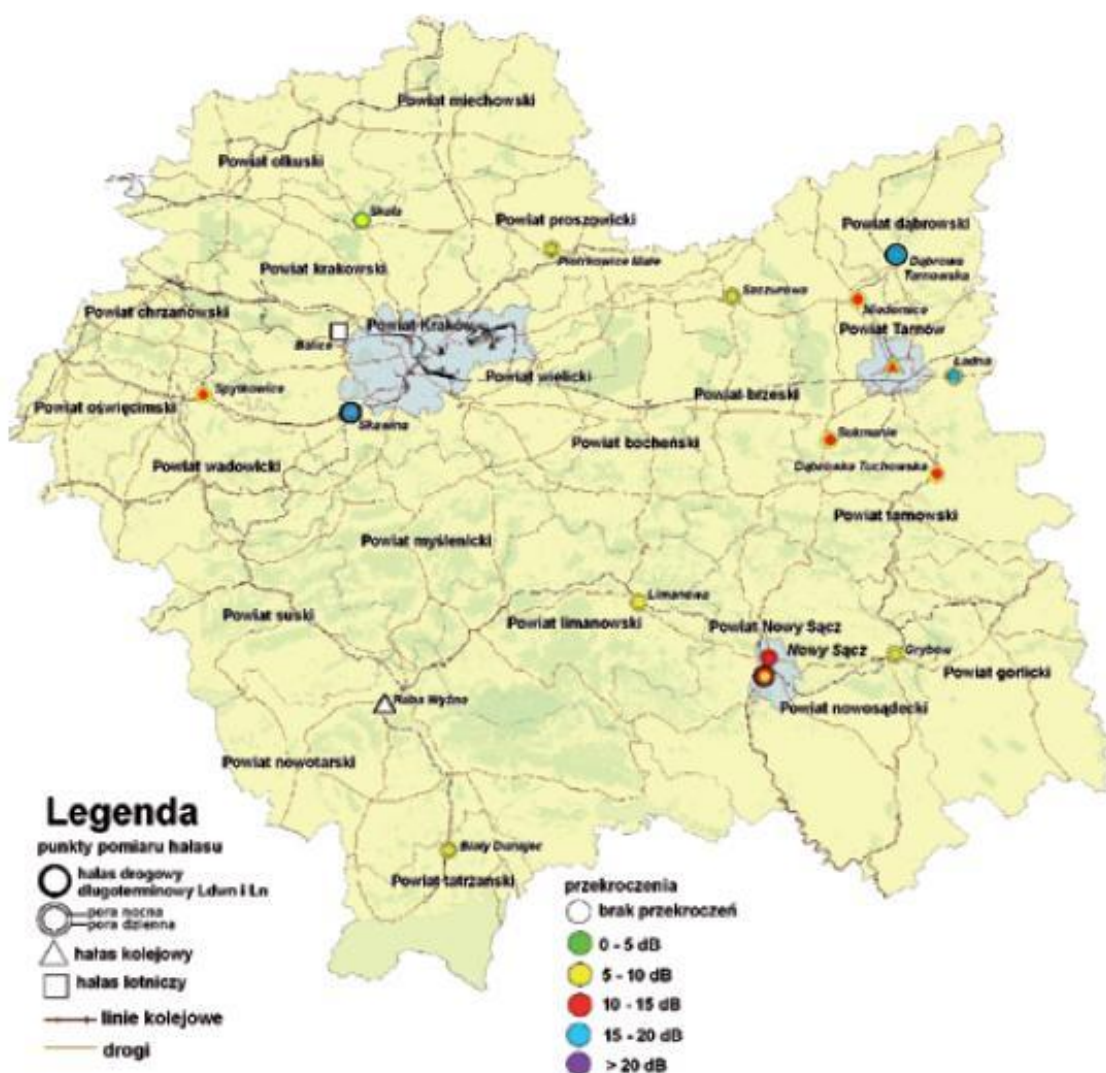 Powiat miechowski
Powiat olkuski
Skała
Powiat proszowicki
Powiat dąbrowski
Piotrkowice Małe
Dąbrowa
Tarnowska
Powiat krakowski
Szczurowa
Niedomice
Powiat chrzanowski
Powiat Kraków
Powiat Tarnów
Balice
Ładna
Powiat wielicki
Spytkowice
Powiat brzeski
Powiat oświęcimski
Skawina
Powiat bocheński
Sukmanie
Powiat wadowicki
Dąbrówka Tuchowska
Powiat tarnowski
Powiat myślenicki
Limanowa
Powiat suski
Powiat limanowski
Powiat Nowy Sącz
Nowy Sącz
Grybów
Powiat gorlicki
Raba Wyżna
Powiat nowosądecki
Powiat nowotarski
Biały Dunajec
Powiat tatrzański
Legenda
punkty pomiaru hałasu
hałas drogowy
długoterminowy Ldwn i Ln
pora nocna
pora dzienna
hałas kolejowy
hałas lotniczy
linie kolejowe
drogi
przekroczenia
brak przekroczeń
0 - 5 dB
5 - 10 dB
10 - 15 dB
15 - 20 dB
> 20 dB